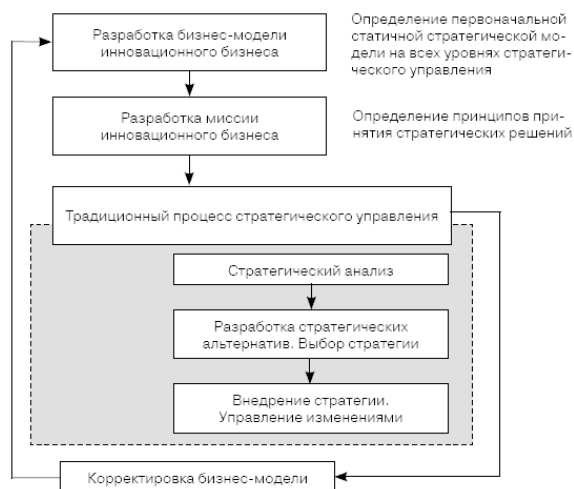 Разработка бизнес-модели
инновационного бизнеса
Определение первоначальной
статичной стратегической мо-
дели на всех уровнях стратеги-
ческого управления
Разработка миссии
инновационного бизнеса
Определение принципов при-
нятия стратегических решений
Традиционный процесс стратегического управления
Стратегический анализ
Разработка стратегических
альтернатив. Выбор стратегии
Внедрение стратегии.
Управление изменениями
Корректировка бизнес-модели